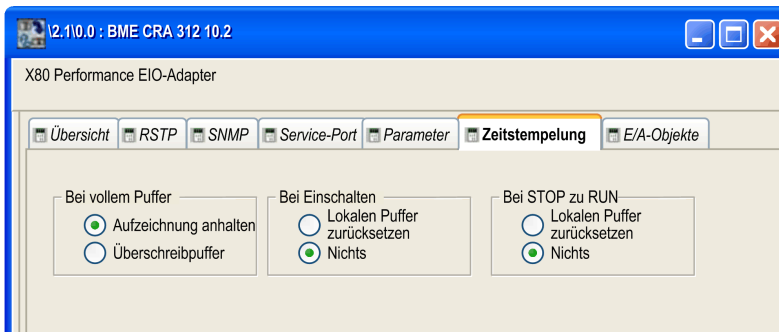 \2.1\0.0 : BME CRA 312 10.2
X80 Performance EIO-Adapter
Übersicht RSTP SNMP Service-Port Parameter Zeitstempelung E/A-Objekte
Bei vollem Puffer Bei Einschalten Bei STOP zu RUN
Aufzeichnung anhalten
Überschreibpuffer
Lokalen Puffer
zurücksetzen
Nichts
Lokalen Puffer
zurücksetzen
Nichts